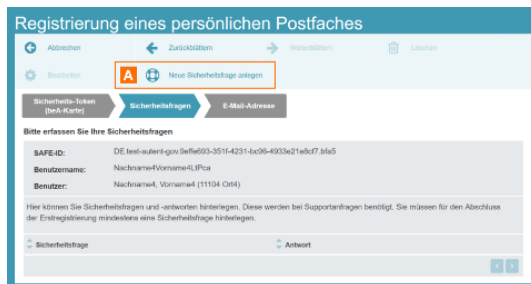 Registrierung eines persönlichen Postfaches
Abbrechen Zurückblättern Weiterblättern Löschen
Bearbeiten A Neue Sicherheitsfrage anlegen
Sicherheits-Token
(beA-Karte) Sicherheitsfragen E-Mail-Adresse
Bitte erfassen Sie Ihre Sicherheitsfragen
SAFE-ID: DE.test-autent-gov.9effe693-351f-4231-bc96-4933e21e8cf7.bfa5
Benutzername: Nachname4Vorname4LtPca
Benutzer: Nachname4, Vorname4 (11104 Ort4)
Hier können Sie Sicherheitsfragen und -antworten hinterlegen. Diese werden bei Supportanfragen benötigt. Sie müssen für den Abschluss
der Erstregistrierung mindestens eine Sicherheitsfrage hinterlegen.
Sicherheitsfrage Antwort